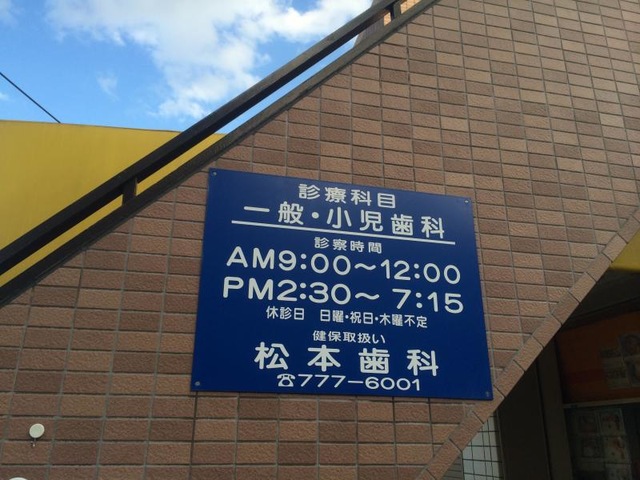 診療科目
一般・小児歯科
診察時間
AM9:00〜12:00
PM2:30〜 7:15
休診日 日曜・祝日・木曜不定
健保取扱い
松本歯科
☎777-6001